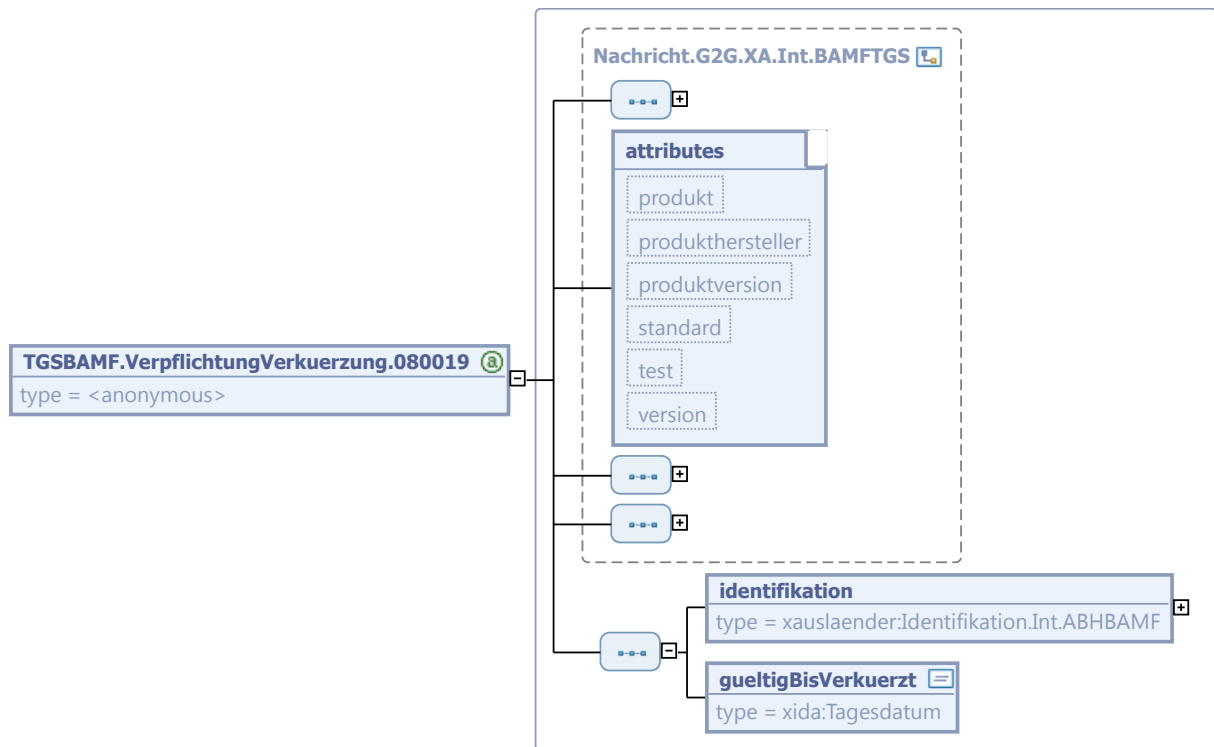 Nachricht.G2G.XA.Int.BAMFTGS
attributes
produkt
produkthersteller
produktversion
standard
test
version
TGSBAMF.VerpflichtungVerkuerzung.080019
type = <anonymous>
identifikation
type = xauslaender:Identifikation.Int.ABHBAMF
gueltigBisVerkuerzt
type = xida:Tagesdatum